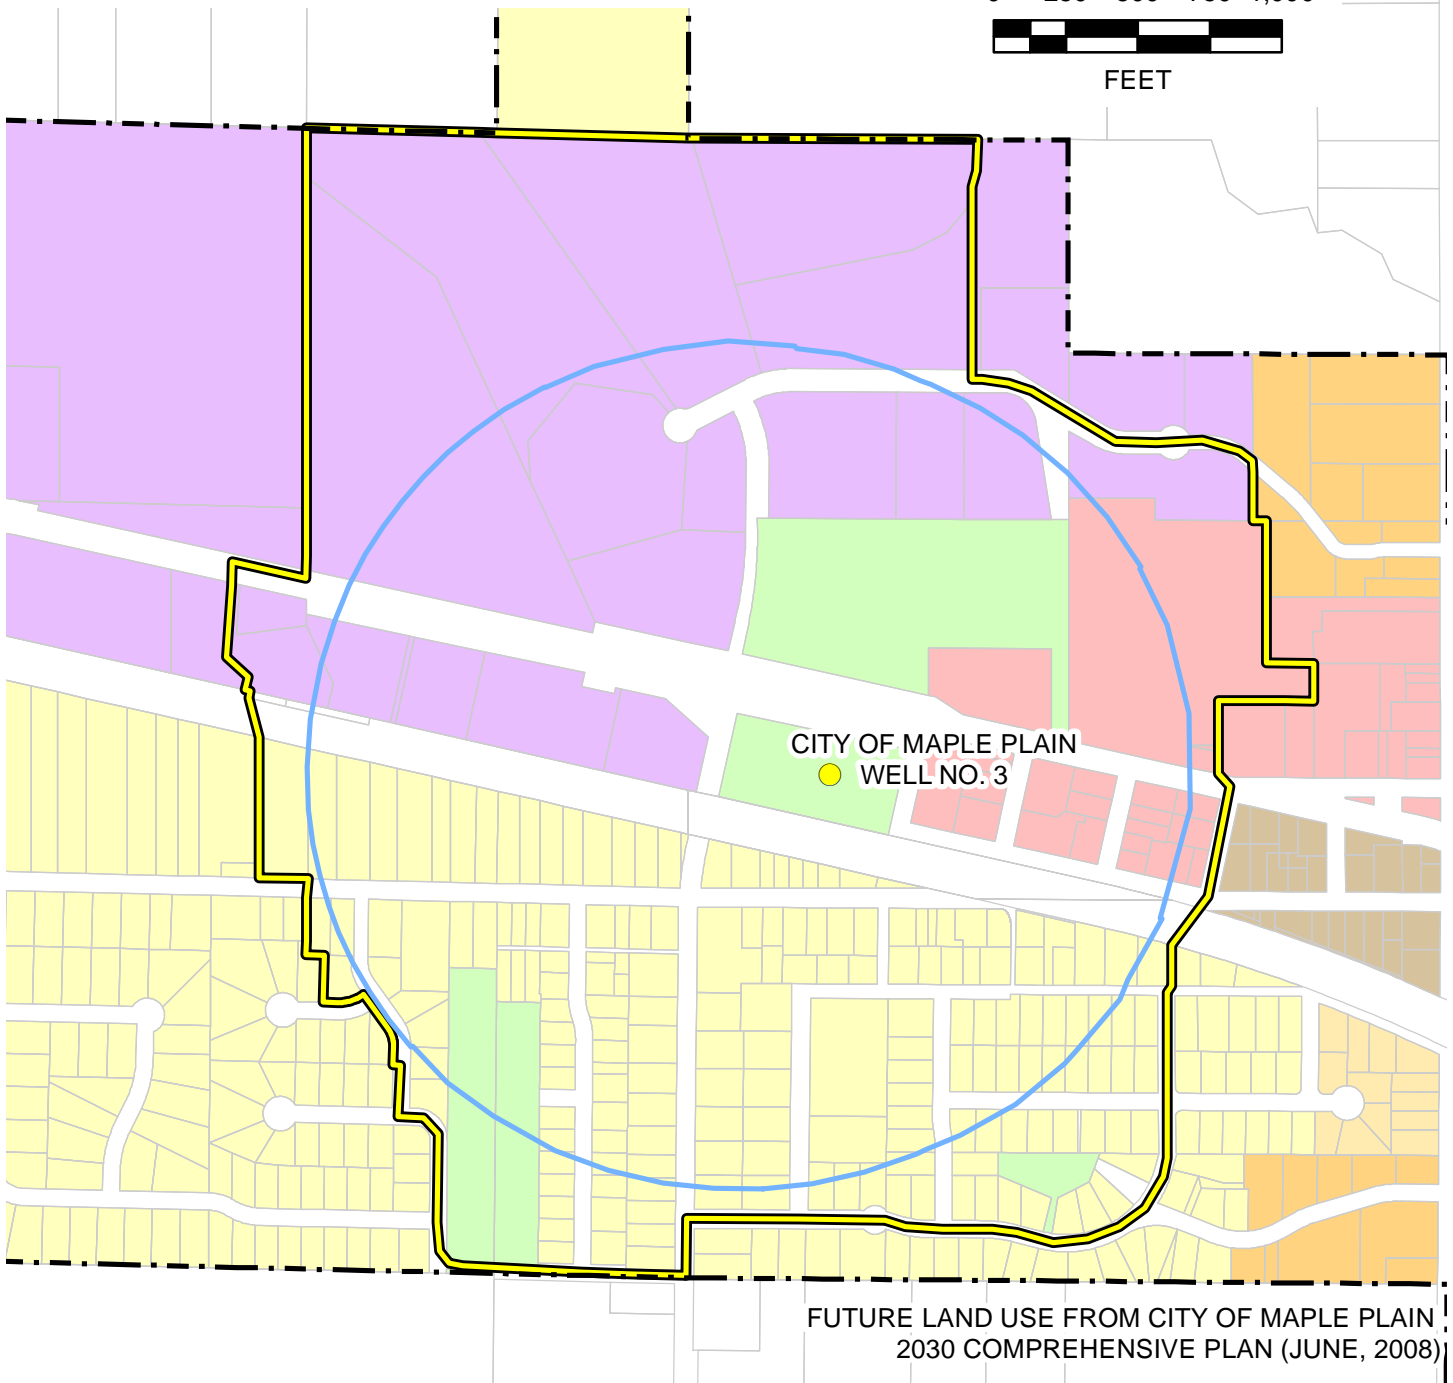 FEET
CITY OF MAPLE PLAIN
WELL NO. 3
FUTURE LAND USE FROM CITY OF MAPLE PLAIN
2030 COMPREHENSIVE PLAN (JUNE, 2008)